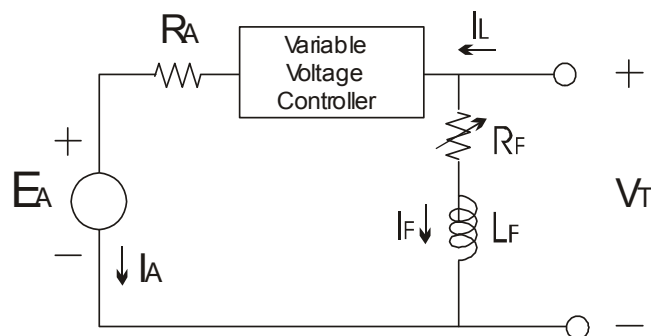 RA
Variable
Voltage
Controller
IL
+
+
RF
EA
VT
IF
LF
−
IA
−